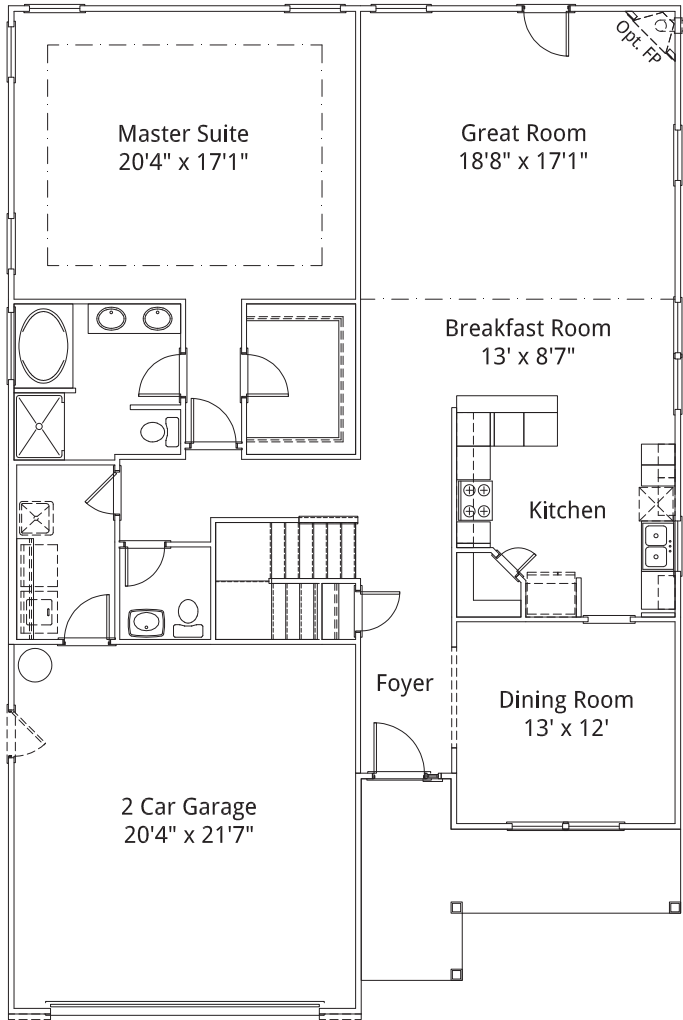 Opt. FP
Master Suite
20'4" x 17'1"
Great Room
18'8" x 17'1"
Breakfast Room
13' x 8'7"
Kitchen
Foyer
Dining Room
13' x 12'
2 Car Garage
20'4" x 21'7"